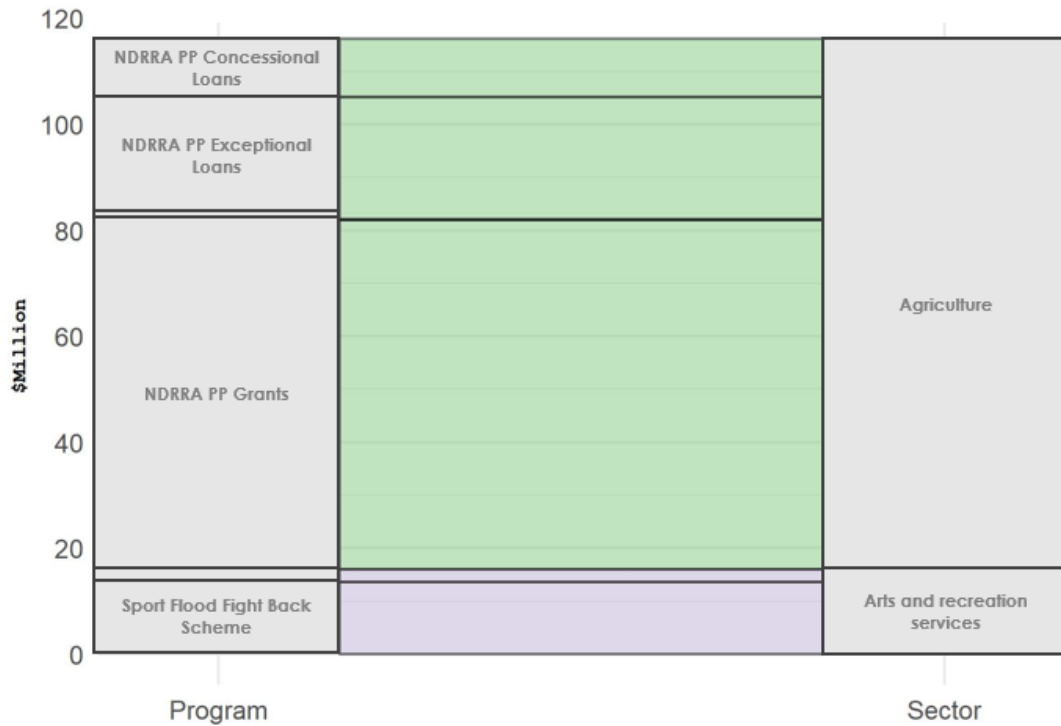 120
NDRRA PP Concessional
Loans
100
NDRRA PP Exceptional
Loans
80
$Million
60
Agriculture
NDRRA PP Grants
40
20
Sport Flood Fight Back
Scheme
Arts and recreation
services
0
Program
Sector